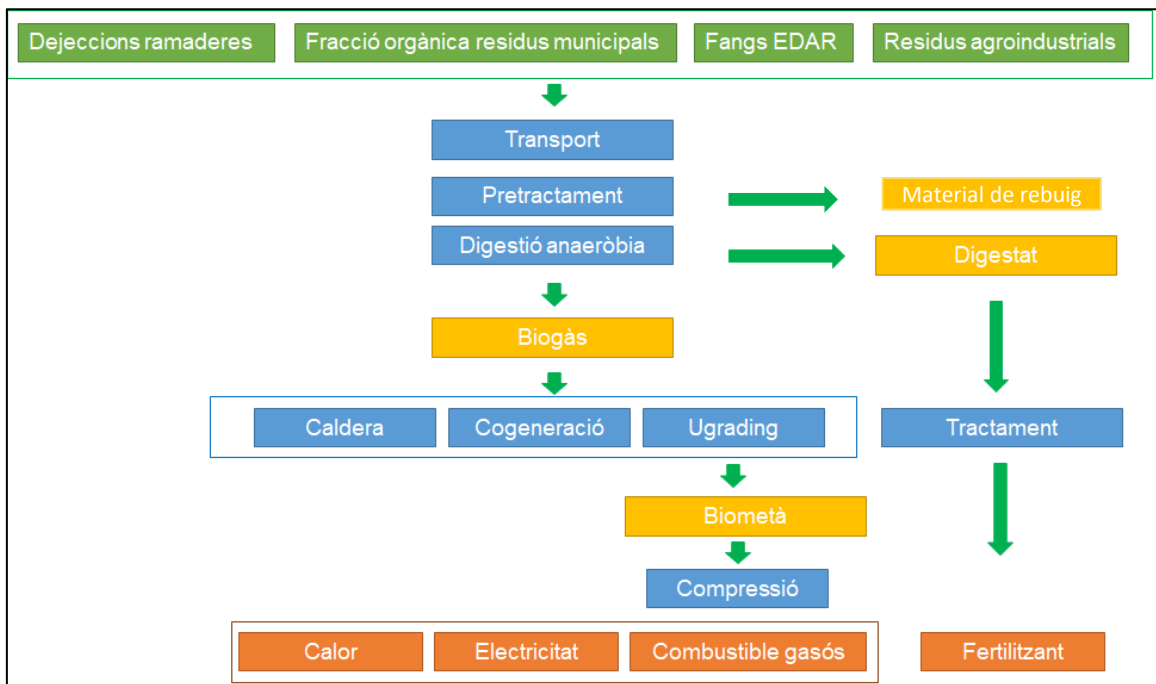 Dejeccions ramaderes
Fracció orgànica residus municipals
Fangs EDAR
Residus agroindustrials
Transport
Pretractament
Material de rebuig
Digestió anaeròbia
Digestat
Biogàs
Caldera
Cogeneració
Ugrading
Tractament
Biometà
Compressió
Calor
Electricitat
Combustible gasós
Fertilitzant